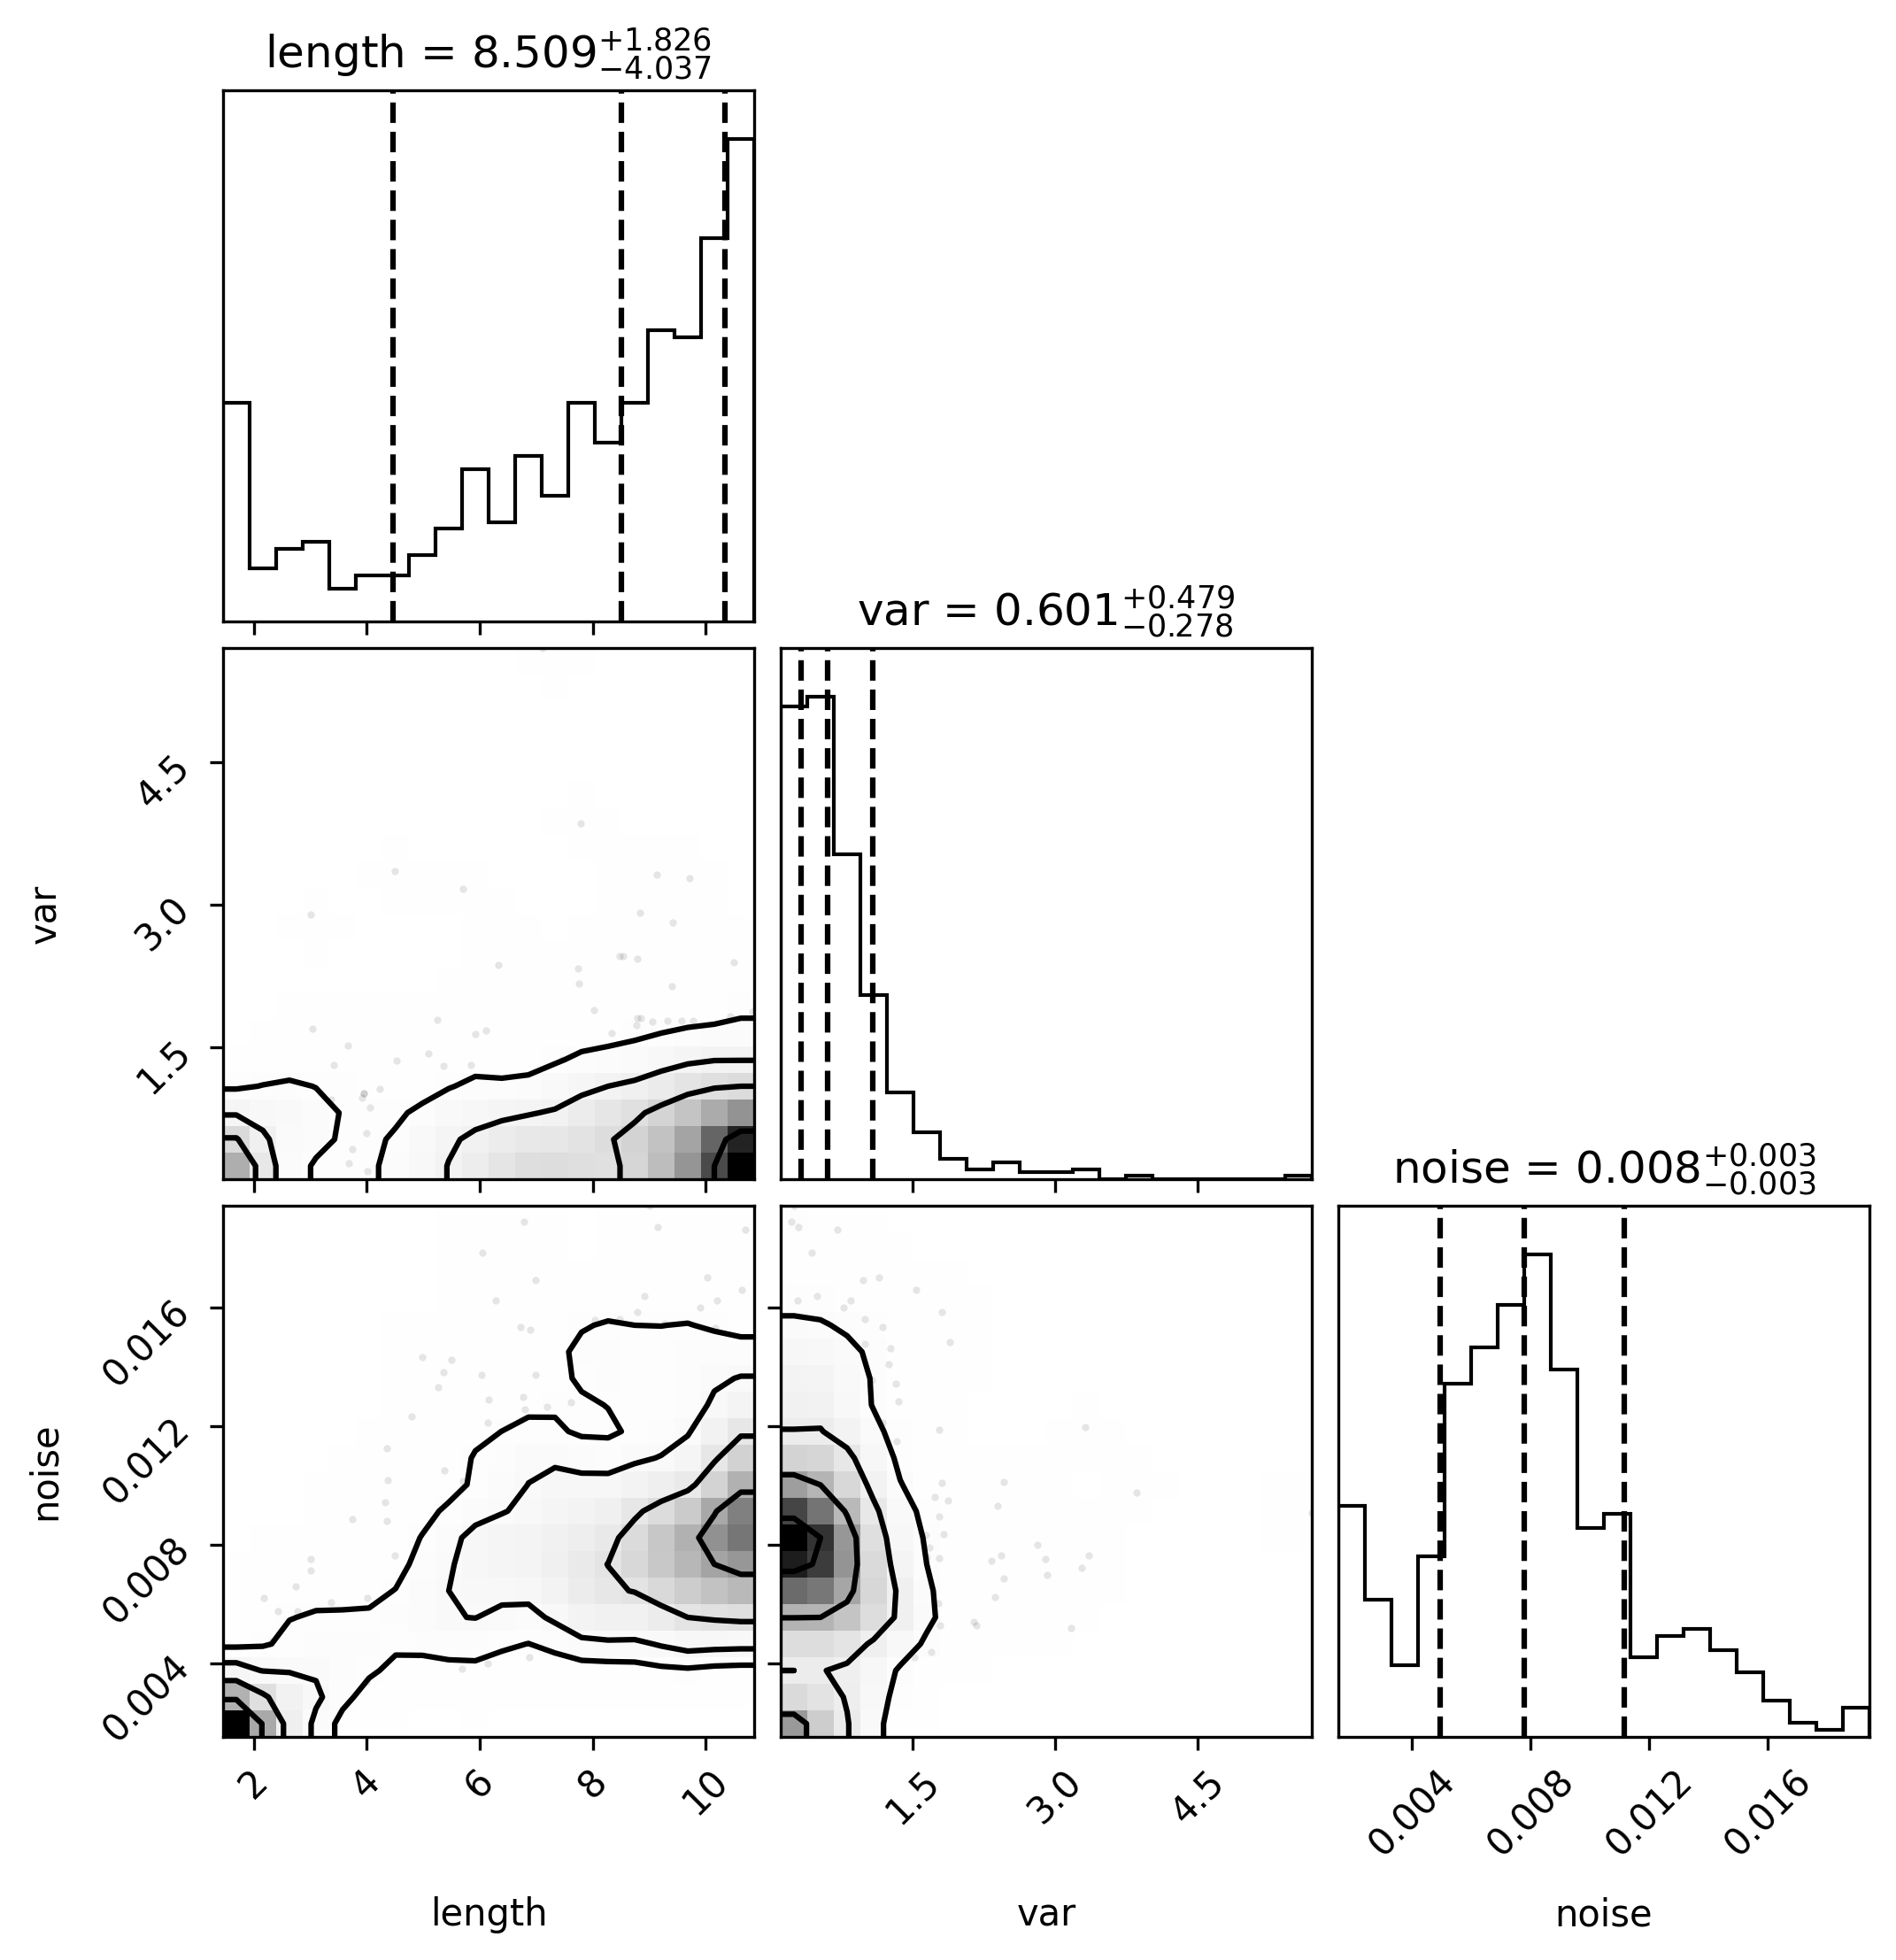 length = 8.509 +1.826 −4.037
var = 0.601 +0.479 −0.278
4.5
3.0
1.5
var
noise = 0.008 +0.003 −0.003
0.016
0.012
0.008
0.004
noise
2 4 6 8 10
1.5 3.0 4.5
0.004 0.008 0.012 0.016
length
var
noise